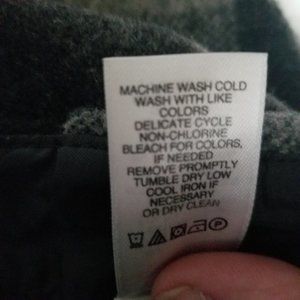 MACHINE WASH COLD
WASH WITH LIKE
COLORS
DELICATE CYCLE
NON-CHLORINE
BLEACH FOR COLORS,
IF NEEDED
REMOVE PROMPTLY
TUMBLE DRY LOW
COOL IRON IF
NECESSARY
OR DRY CLEAN